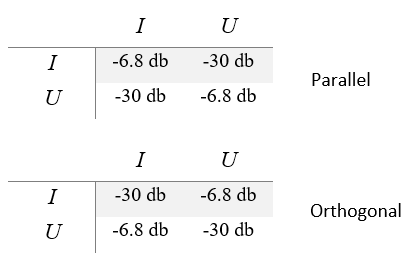 I U
I -6.8 db -30 db
Parallel
U -30 db -6.8 db
I U
I -30 db -6.8 db
Orthogonal
U -6.8 db -30 db